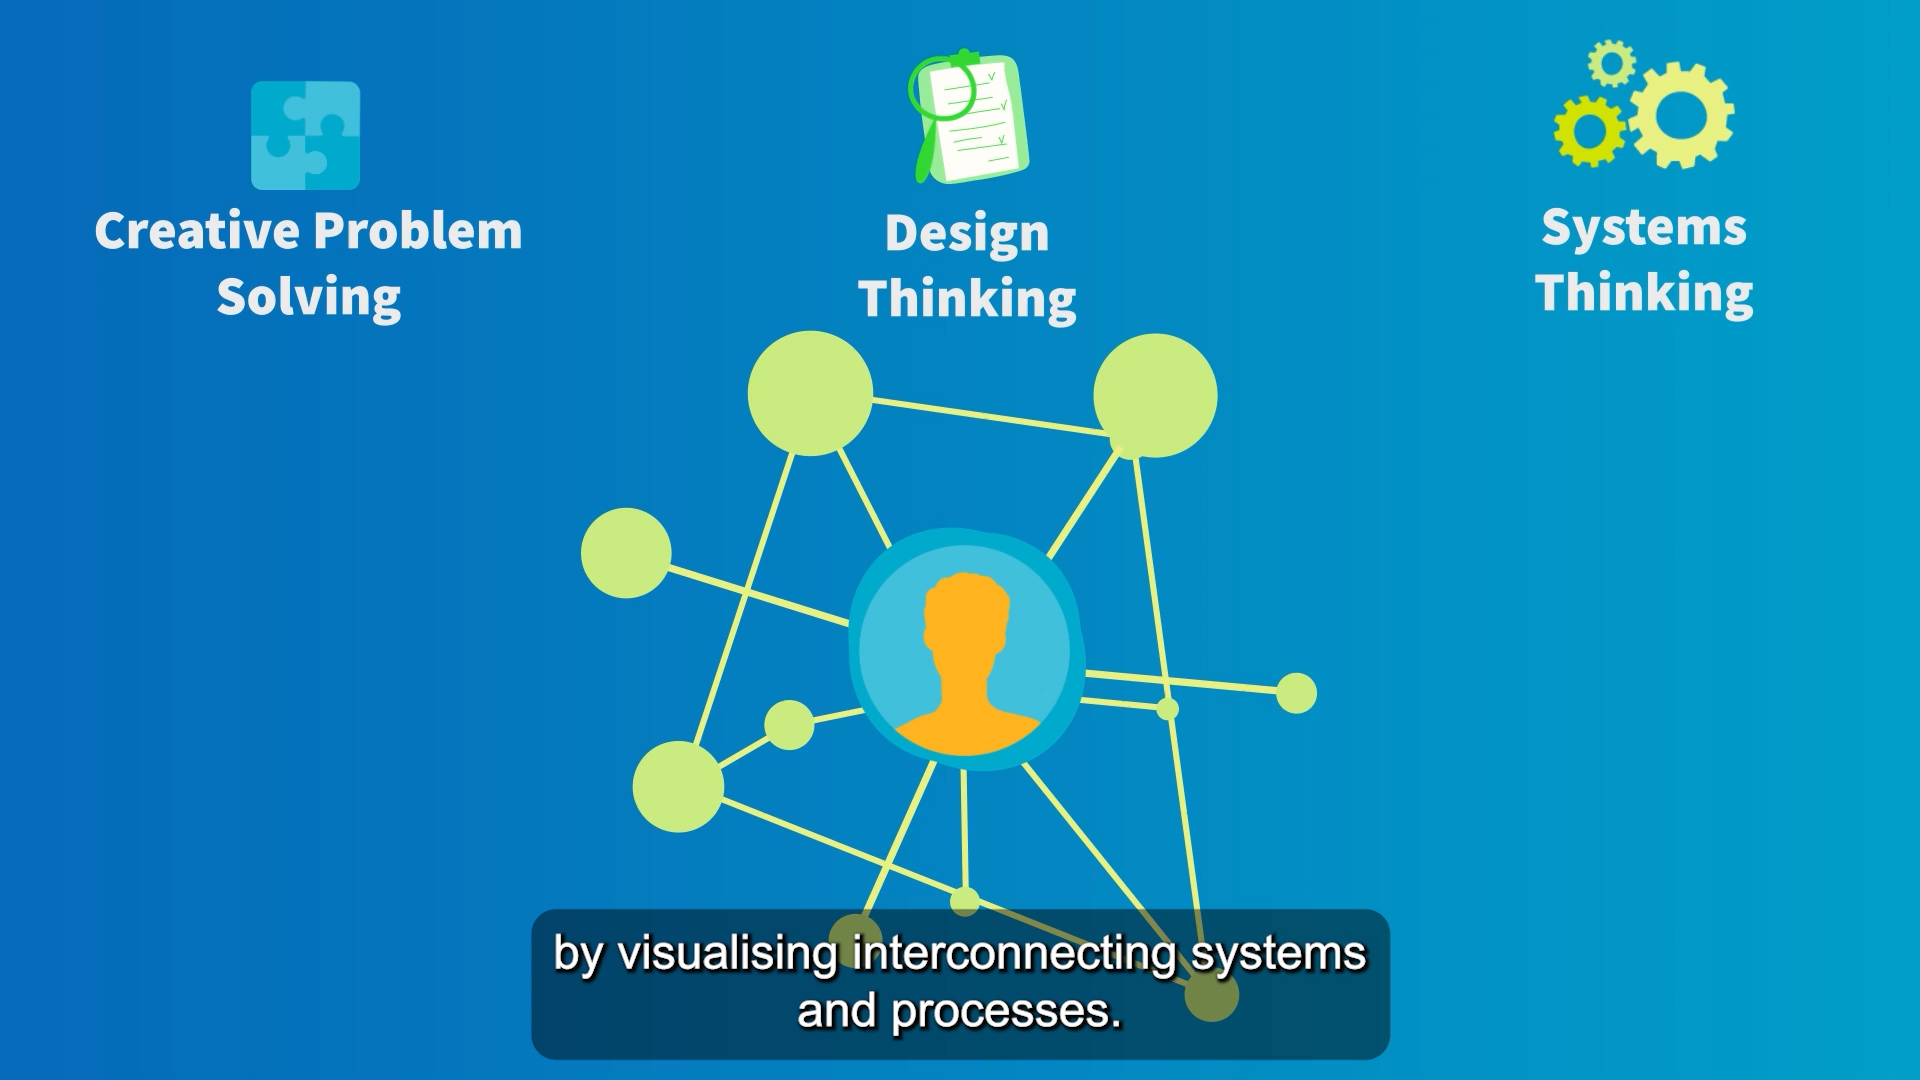 Creative Problem
Solving
Design
Thinking
Systems
Thinking
by visualising interconnecting systems
and processes.